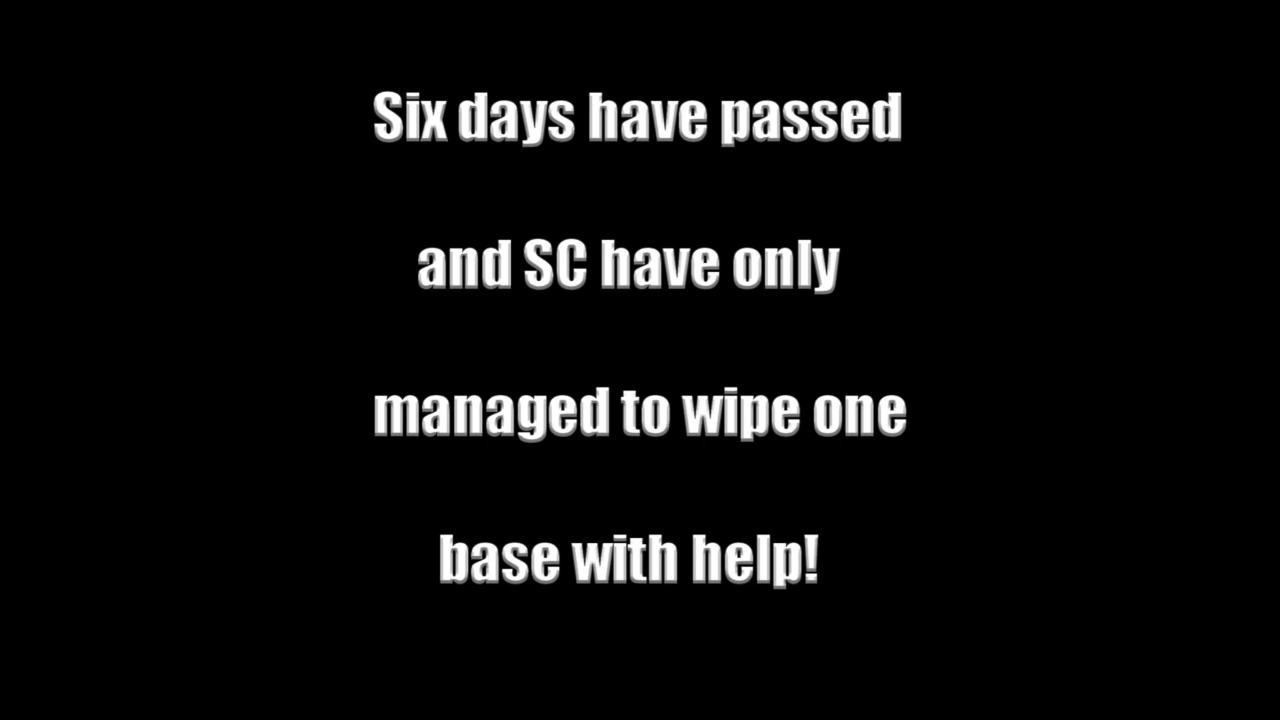 Six days have passed
and SC have only
managed to wipe one
base with help!